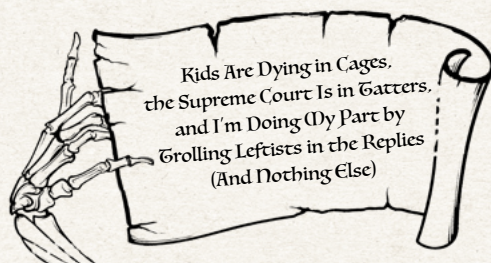 Kids Are Dying in Cages,
the Supreme Court Is in Tatters,
and I'm Doing My Part by
Trolling Leftists in the Replies
(And Nothing Else)